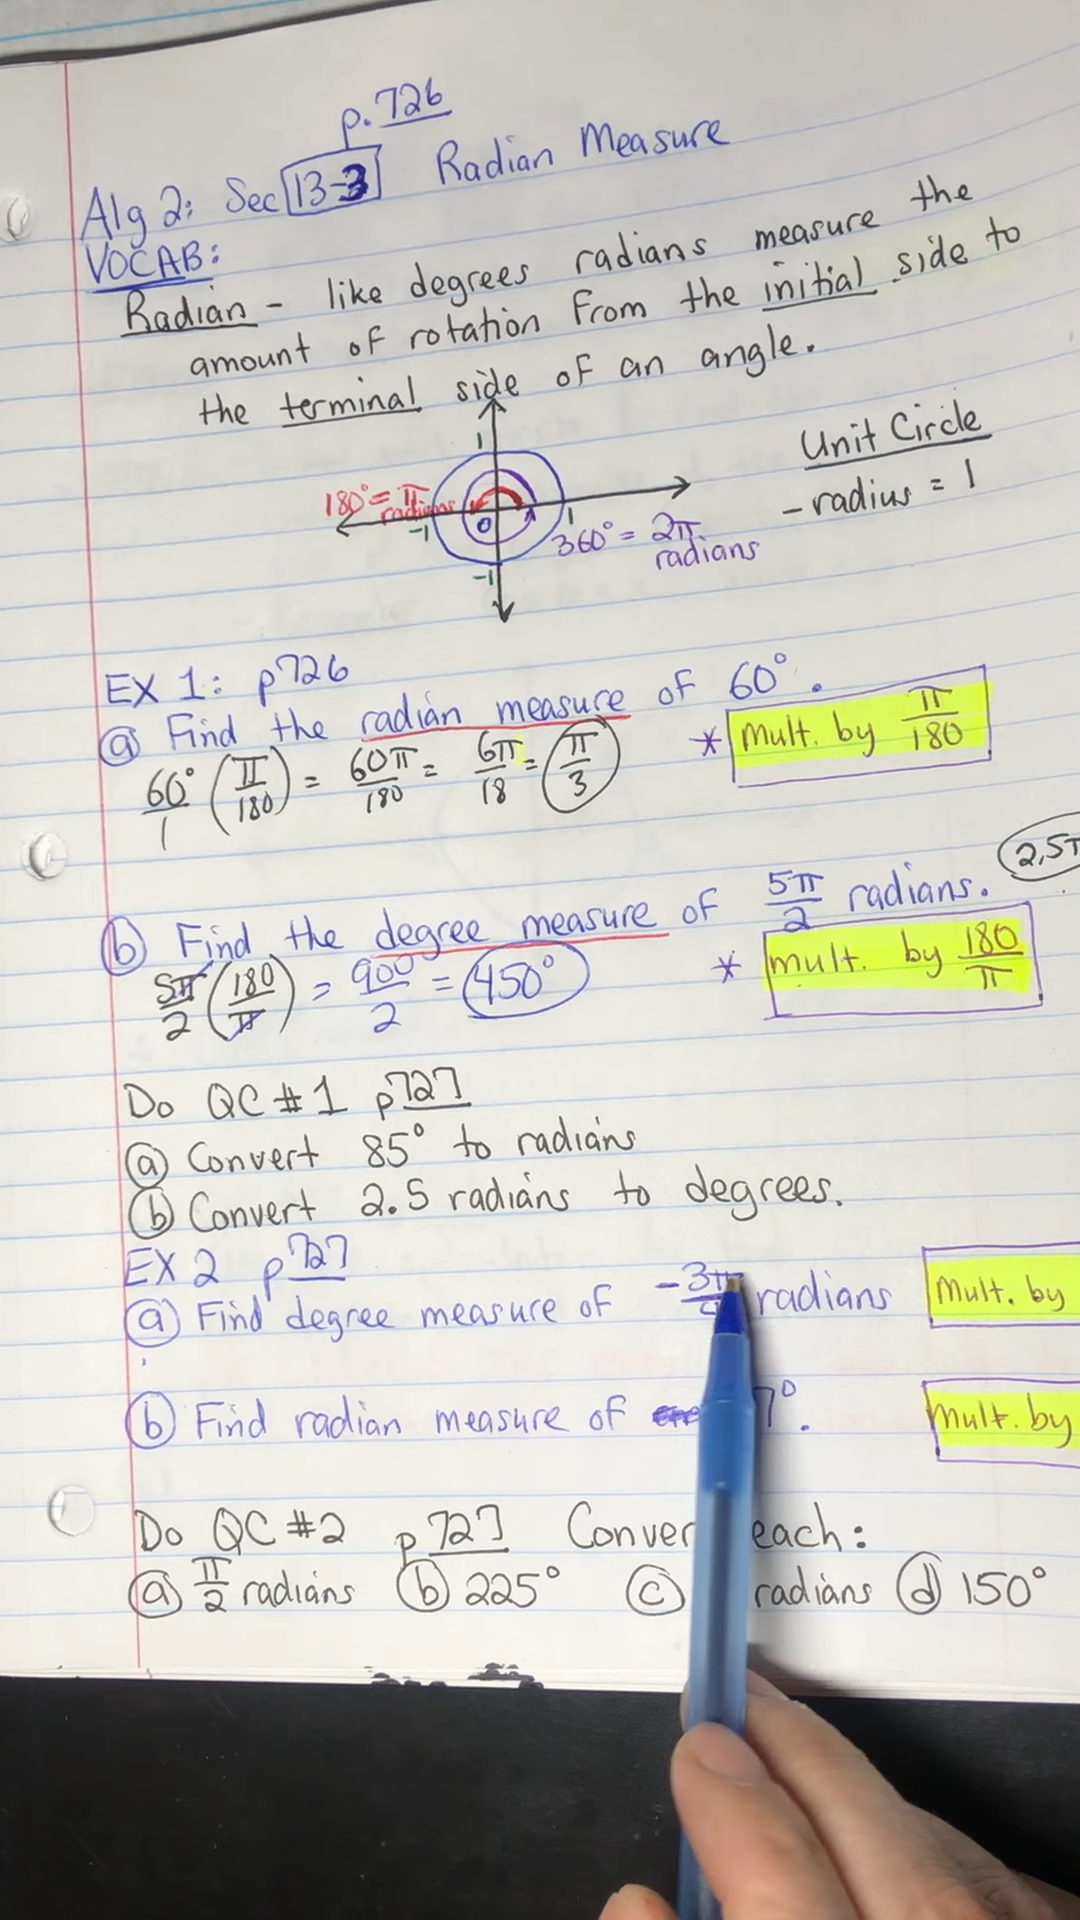 p.726
Alg 2: Sec 13-3 Radian Measure
VOCAB:
Radian - like degrees radians measure the
amount of rotation from the initial side to
the terminal side of an angle.
1
180° = π radians
-1
0
1
360° = 2π radians
-1
Unit Circle
- radius = 1
EX 1: p726
ⓐ Find the radian measure of 60°.
* mult. by π/180
60°/1 (π/180) = 60π/180 = 6π/18 = π/3
2.5π
ⓑ Find the degree measure of 5π/2 radians.
* mult. by 180/π
5π/2 (180/π) = 900/2 = 450°
Do QC #1 p727
ⓐ Convert 85° to radians
ⓑ Convert 2.5 radians to degrees.
EX 2 p727
ⓐ Find degree measure of -3π/4 radians
Mult. by
ⓑ Find radian measure of 7°.
Mult. by
Do QC #2 p727 Conver each:
ⓐ π/2 radians ⓑ 225° ⓒ radians ⓓ 150°